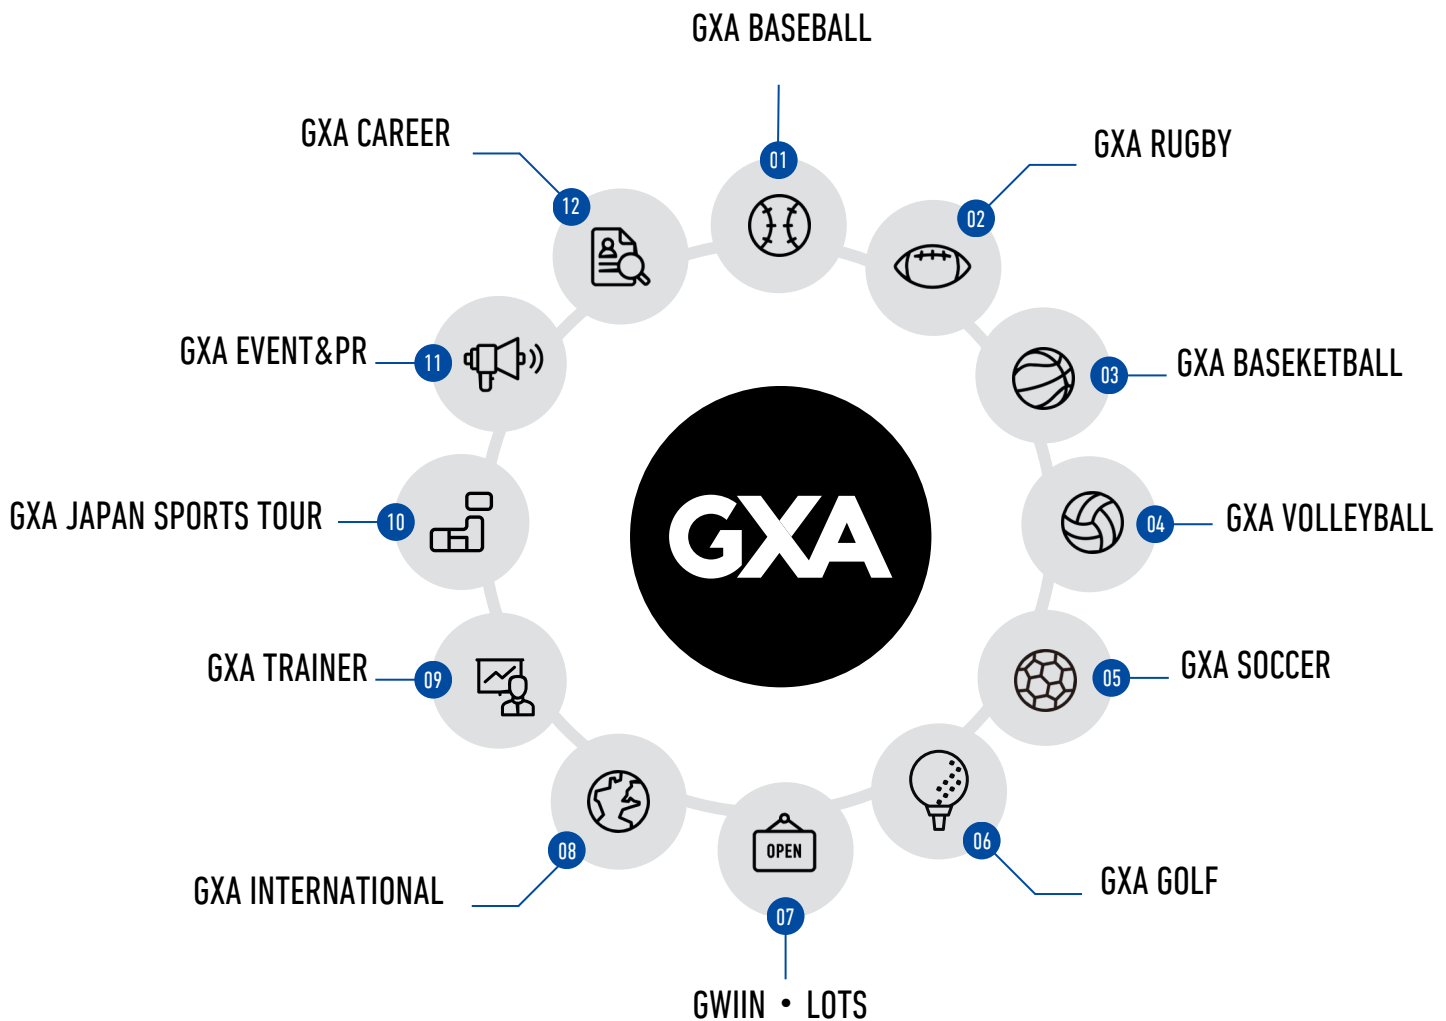 GXA BASEBALL
01
GXA RUGBY
02
GXA BASEKETBALL
03
GXA VOLLEYBALL
04
GXA SOCCER
05
GXA GOLF
06
OPEN
07
GWIIN・LOTS
08
GXA INTERNATIONAL
09
GXA TRAINER
10
GXA JAPAN SPORTS TOUR
11
GXA EVENT&PR
12
GXA CAREER
GXA